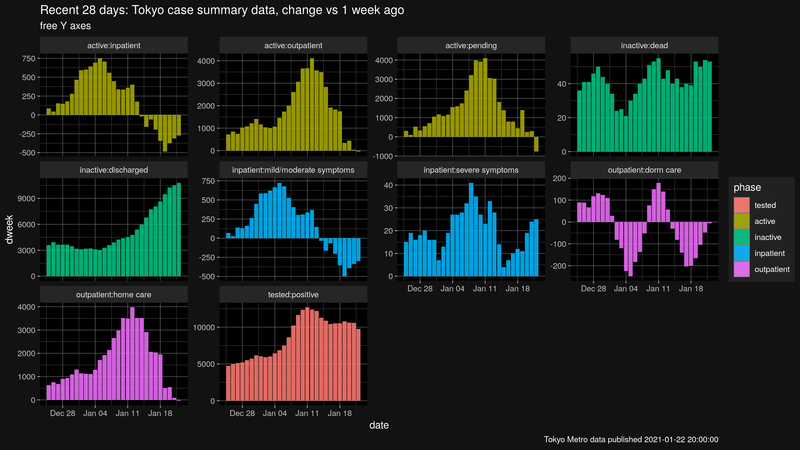 Recent 28 days: Tokyo case summary data, change vs 1 week ago
free Y axes
active:inpatient
active:outpatient
active:pending
inactive:dead
750
500
250
0
-250
-500
4000
3000
2000
1000
0
4000
3000
2000
1000
0
-1000
40
20
0
inactive:discharged
inpatient:mild/moderate symptoms
inpatient:severe symptoms
outpatient:dorm care
9000
6000
3000
0
750
500
250
0
-250
-500
40
30
20
10
0
200
100
0
-100
-200
Dec 28 Jan 04 Jan 11 Jan 18
Dec 28 Jan 04 Jan 11 Jan 18
outpatient:home care
tested:positive
4000
3000
2000
1000
0
10000
5000
0
Dec 28 Jan 04 Jan 11 Jan 18
Dec 28 Jan 04 Jan 11 Jan 18
dweek
date
phase
tested
active
inactive
inpatient
outpatient
Tokyo Metro data published 2021-01-22 20:00:00